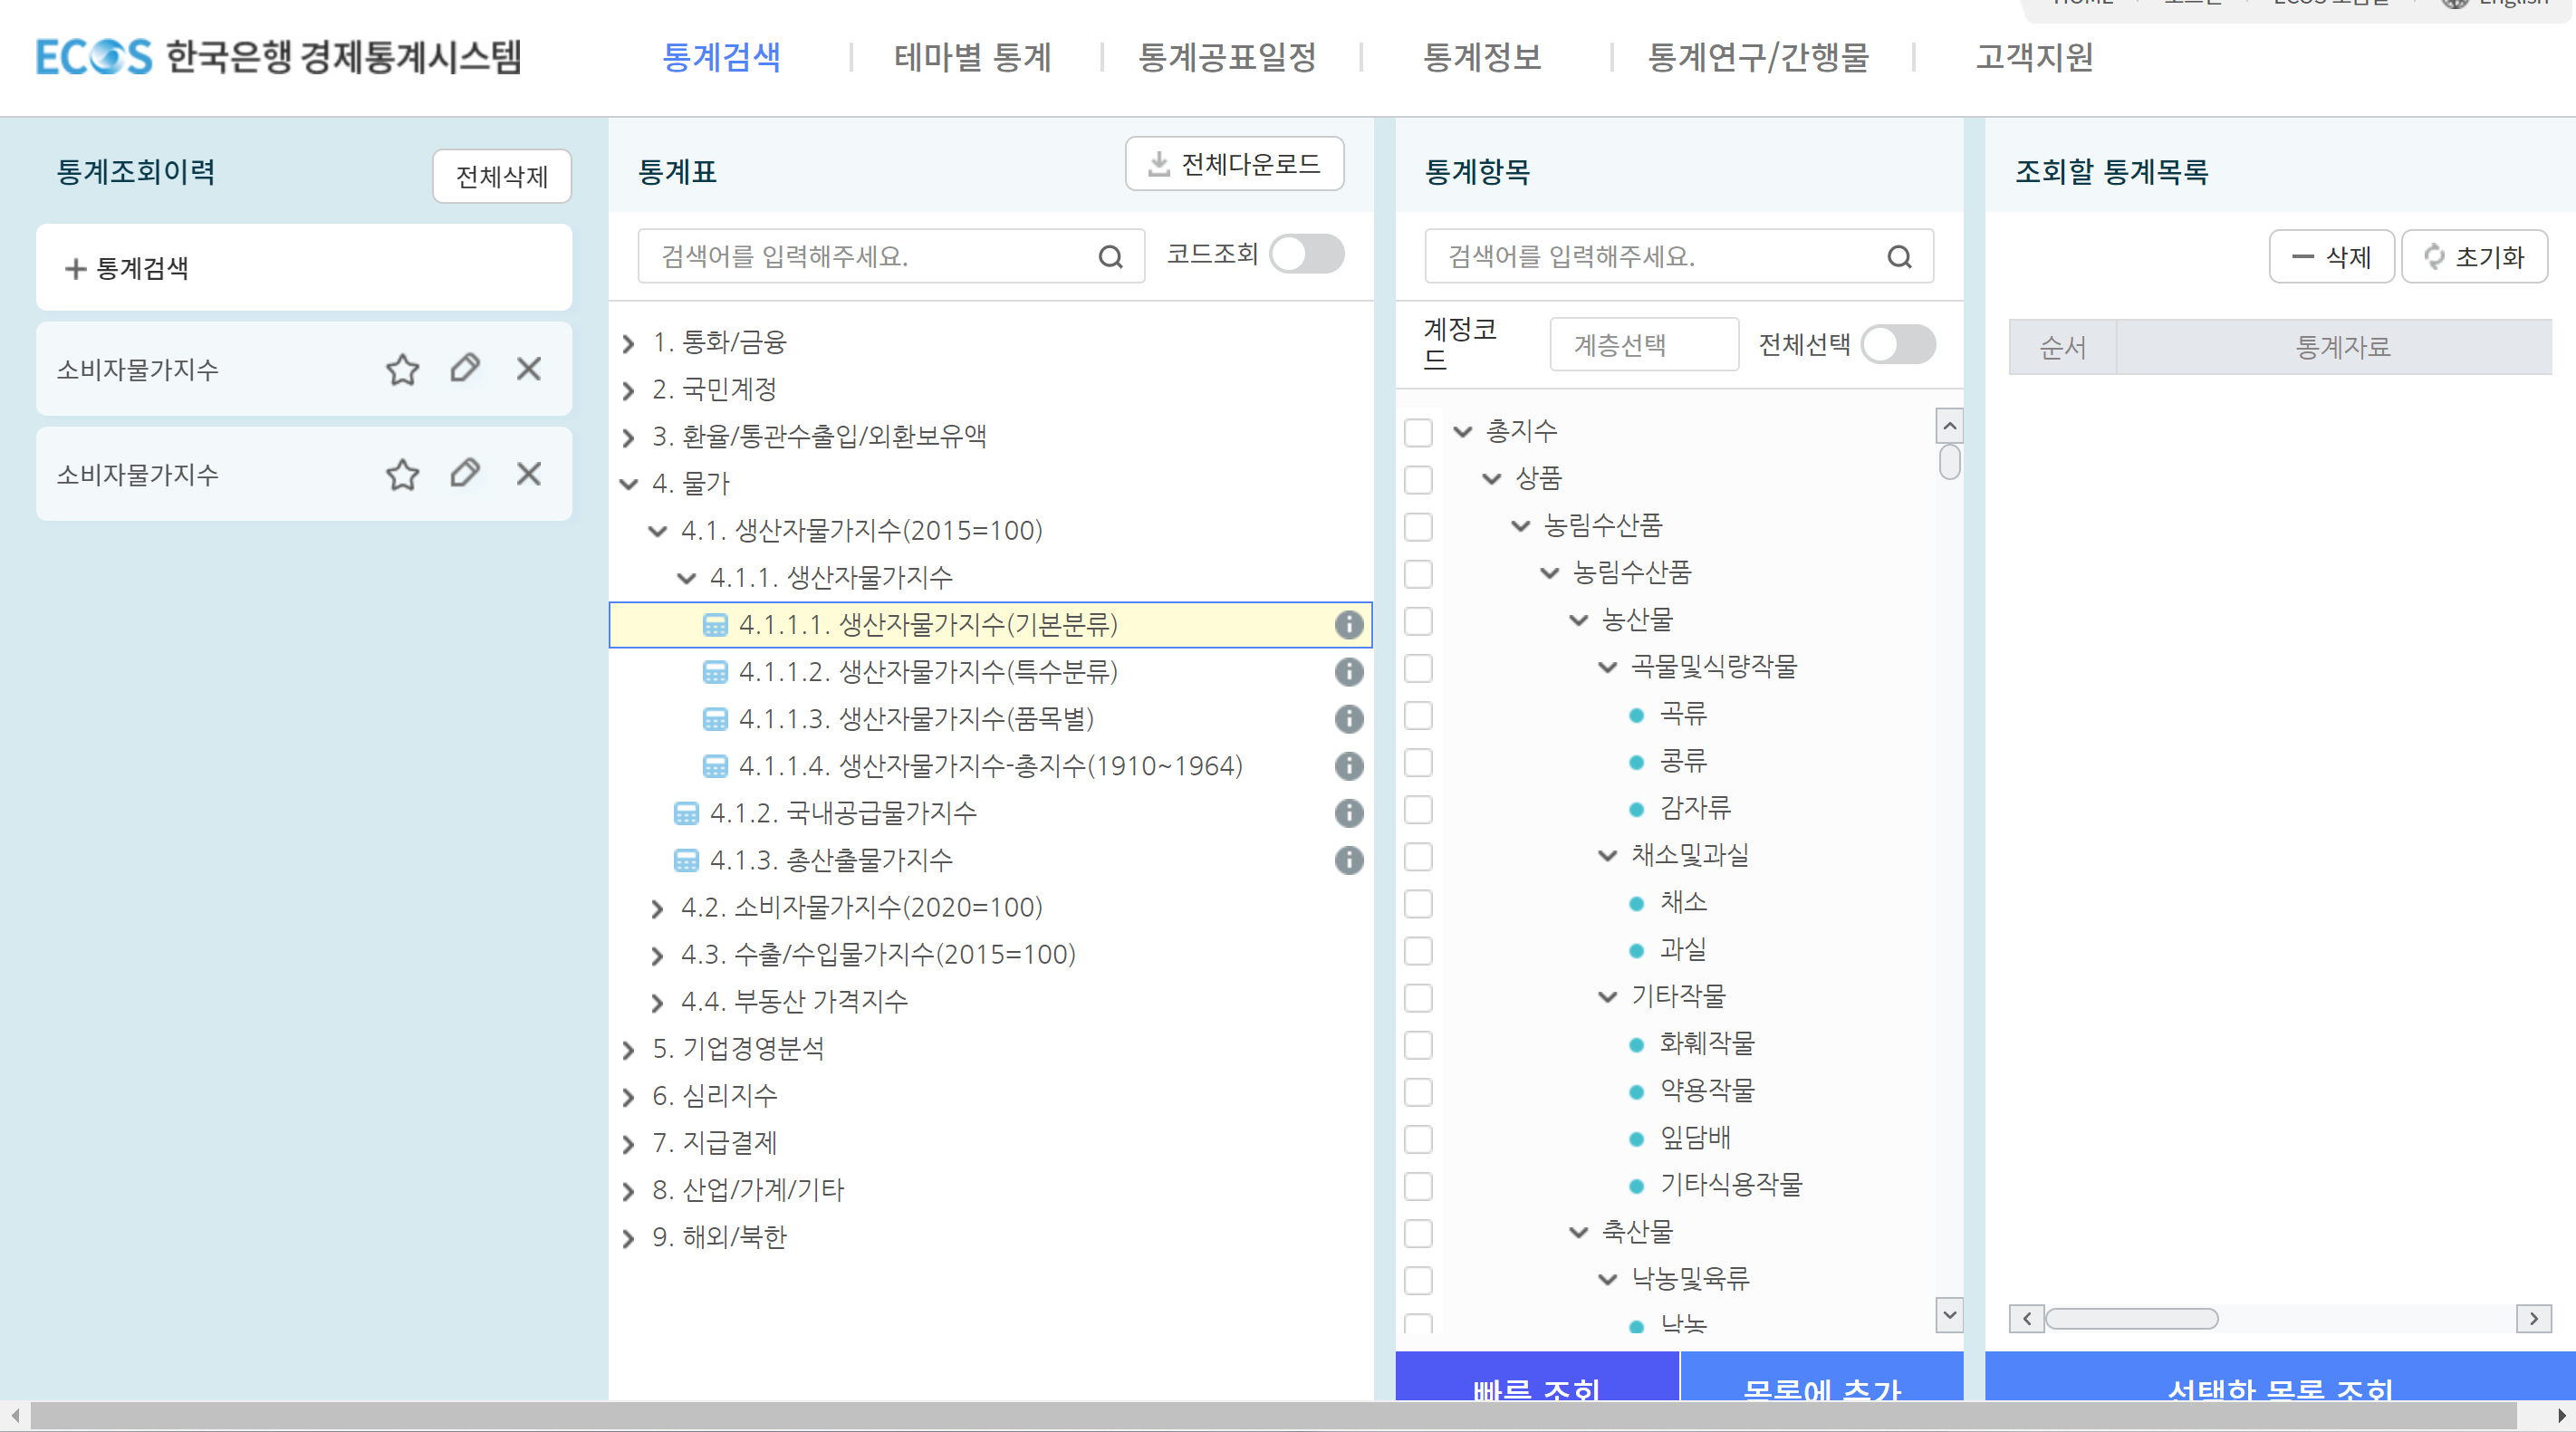 ECOS 한국은행 경제통계시스템
통계검색
테마별 통계
통계공표일정
통계정보
통계연구/간행물
고객지원
통계조회이력
전체삭제
통계검색
소비자물가지수
소비자물가지수
통계표
전체다운로드
검색어를 입력해주세요.
코드조회
1. 통화/금융
2. 국민계정
3. 환율/통관수출입/외환보유액
4. 물가
4.1. 생산자물가지수(2015=100)
4.1.1. 생산자물가지수
4.1.1.1. 생산자물가지수(기본분류)
4.1.1.2. 생산자물가지수(특수분류)
4.1.1.3. 생산자물가지수(품목별)
4.1.1.4. 생산자물가지수-총지수(1910~1964)
4.1.2. 국내공급물가지수
4.1.3. 총산출물가지수
4.2. 소비자물가지수(2020=100)
4.3. 수출/수입물가지수(2015=100)
4.4. 부동산 가격지수
5. 기업경영분석
6. 심리지수
7. 지급결제
8. 산업/가계/기타
9. 해외/북한
통계항목
검색어를 입력해주세요.
계정코
드
계층선택
전체선택
총지수
상품
농림수산품
농림수산품
농산물
곡물및식량작물
곡류
콩류
감자류
채소및과실
채소
과실
기타작물
화훼작물
약용작물
잎담배
기타식용작물
축산물
낙농및육류
낙농
빠른 조회
목록에 추가
조회할 통계목록
삭제
초기화
순서
통계자료
선택한 목록 조회